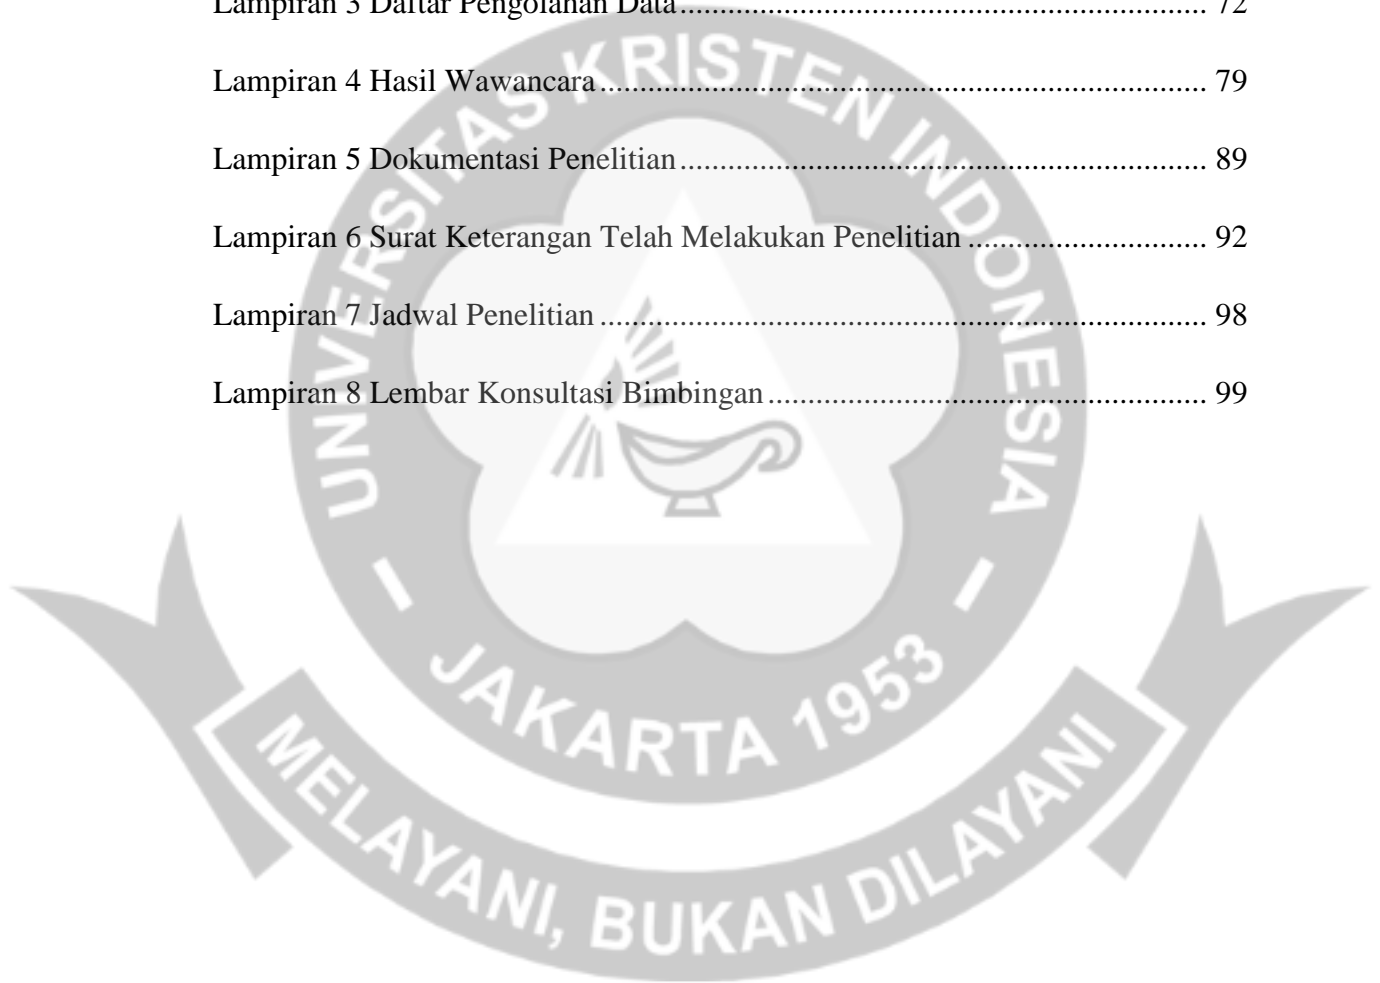 Lampiran 3 Daftar Pengolahan Data.................................................................. 72
Lampiran 4 Hasil Wawancara............................................................................ 79
Lampiran 5 Dokumentasi Penelitian.................................................................. 89
Lampiran 6 Surat Keterangan Telah Melakukan Penelitian .............................. 92
Lampiran 7 Jadwal Penelitian ............................................................................ 98
Lampiran 8 Lembar Konsultasi Bimbingan....................................................... 99
UNIVERSITAS KRISTEN INDONESIA
JAKARTA 1953
MELAYANI, BUKAN DILAYANI